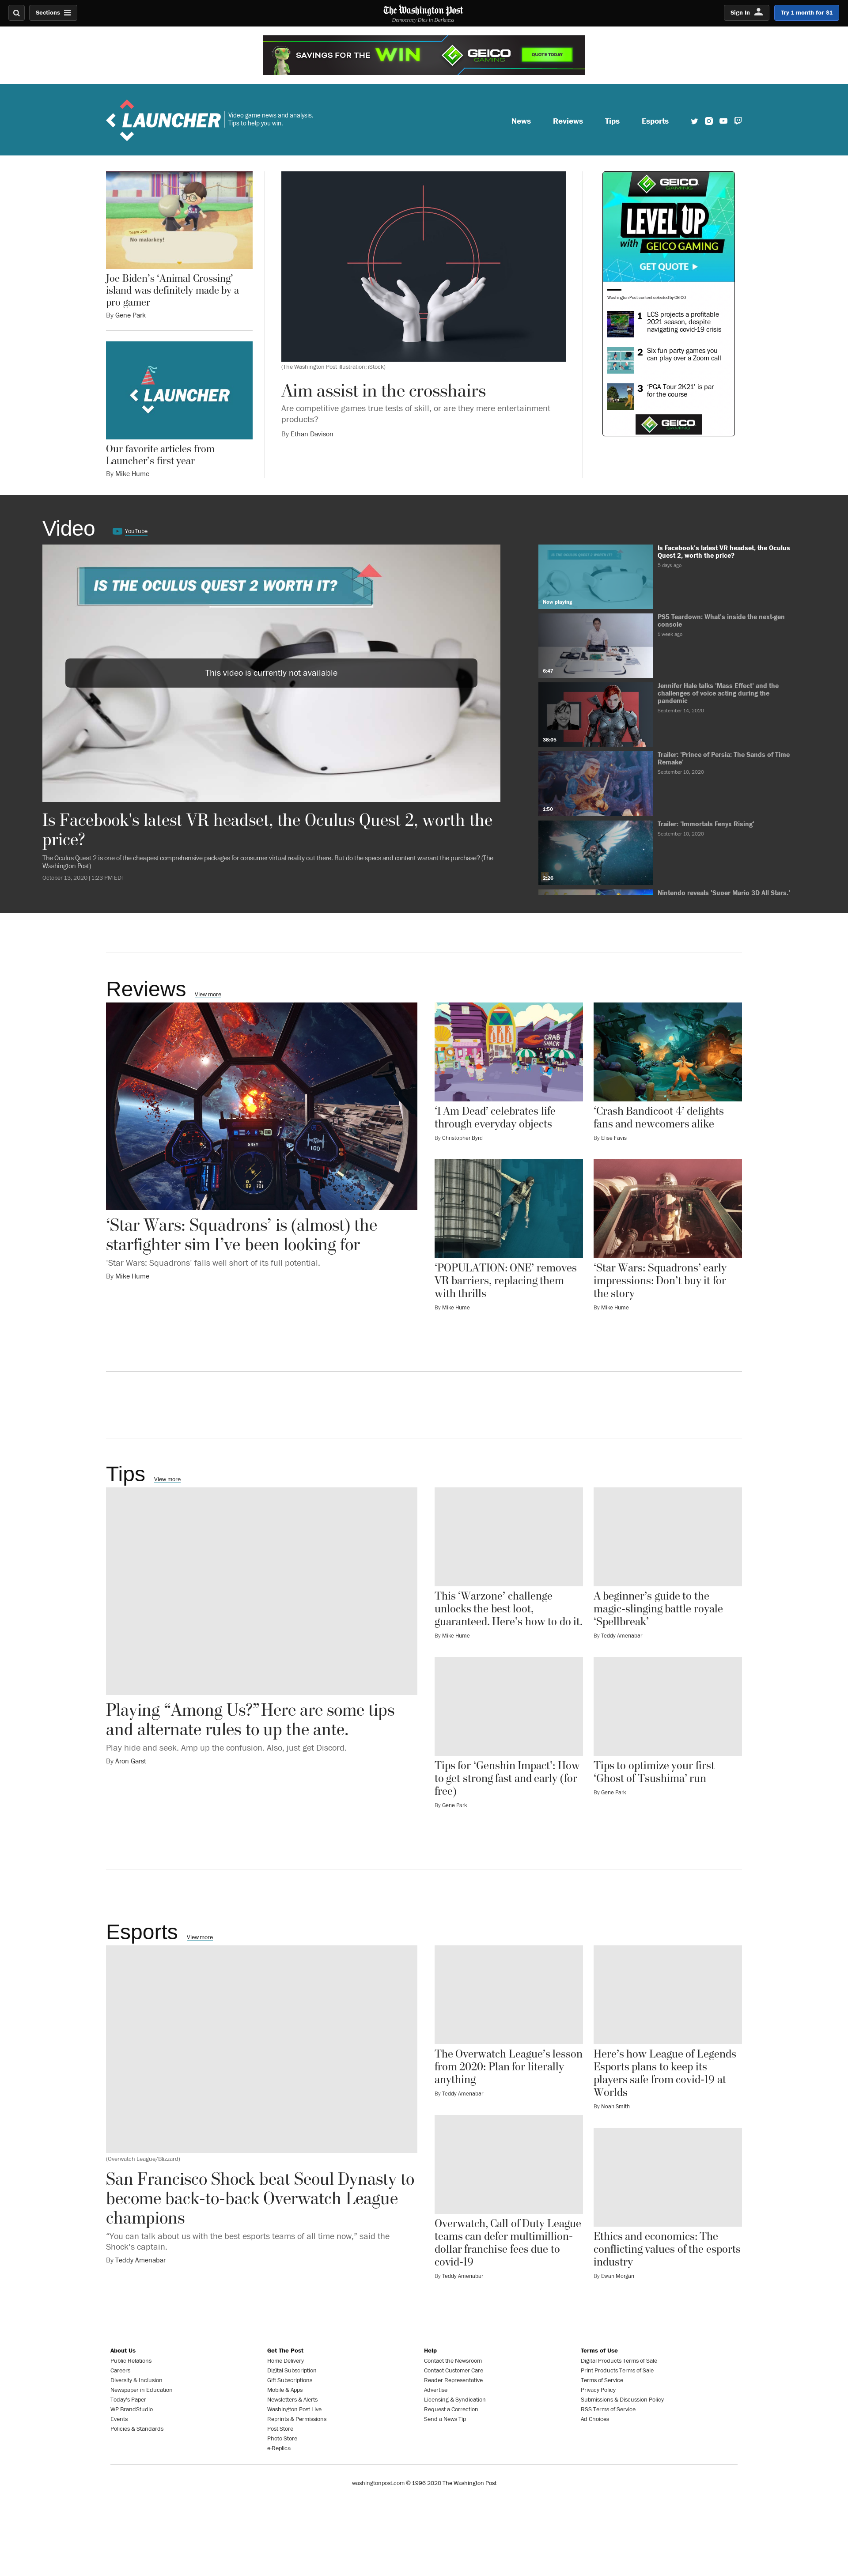 Sections
The Washington Post
Democracy Dies in Darkness
Sign In
Try 1 month for $1
SAVINGS FOR THE WIN
GEICO
GAMING
QUOTE TODAY
LAUNCHER
Video game news and analysis.
Tips to help you win.
News
Reviews
Tips
Esports
No malarkey!
Joe Biden's ‘Animal Crossing’
island was definitely made by a
pro gamer
By Gene Park
LAUNCHER
Our favorite articles from
Launcher’s first year
By Mike Hume
(The Washington Post illustration; iStock)
Aim assist in the crosshairs
Are competitive games true tests of skill, or are they mere entertainment
products?
By Ethan Davison
GEICO
GAMING
LEVEL UP
with GEICO GAMING
GET QUOTE
Washington Post content selected by GEICO
1 LCS projects a profitable
2021 season, despite
navigating covid-19 crisis
2 Six fun party games you
can play over a Zoom call
3 ‘PGA Tour 2K21’ is par
for the course
GEICO
GAMING
Video
YouTube
IS THE OCULUS QUEST 2 WORTH IT?
This video is currently not available
Is Facebook's latest VR headset, the Oculus Quest 2, worth the
price?
The Oculus Quest 2 is one of the cheapest comprehensive packages for consumer virtual reality out there. But do the specs and content warrant the purchase? (The
Washington Post)
October 13, 2020 | 1:23 PM EDT
IS THE OCULUS QUEST 2 WORTH IT?
Now playing
Is Facebook's latest VR headset, the Oculus
Quest 2, worth the price?
5 days ago
6:47
PS5 Teardown: What's inside the next-gen
console
1 week ago
38:05
Jennifer Hale talks 'Mass Effect' and the
challenges of voice acting during the
pandemic
September 14, 2020
1:50
Trailer: 'Prince of Persia: The Sands of Time
Remake'
September 10, 2020
2:26
Trailer: 'Immortals Fenyx Rising'
September 10, 2020
Nintendo reveals 'Super Mario 3D All Stars,'
Reviews
View more
GREY
‘Star Wars: Squadrons’ is (almost) the
starfighter sim I’ve been looking for
'Star Wars: Squadrons' falls well short of its full potential.
By Mike Hume
CRAB
SHACK
‘I Am Dead’ celebrates life
through everyday objects
By Christopher Byrd
‘Crash Bandicoot 4’ delights
fans and newcomers alike
By Elise Favis
‘POPULATION: ONE’ removes
VR barriers, replacing them
with thrills
By Mike Hume
‘Star Wars: Squadrons’ early
impressions: Don’t buy it for
the story
By Mike Hume
Tips
View more
Playing “Among Us?” Here are some tips
and alternate rules to up the ante.
Play hide and seek. Amp up the confusion. Also, just get Discord.
By Aron Garst
This ‘Warzone’ challenge
unlocks the best loot,
guaranteed. Here’s how to do it.
By Mike Hume
A beginner’s guide to the
magic-slinging battle royale
‘Spellbreak’
By Teddy Amenabar
Tips for ‘Genshin Impact’: How
to get strong fast and early (for
free)
By Gene Park
Tips to optimize your first
‘Ghost of Tsushima’ run
By Gene Park
Esports
View more
(Overwatch League/Blizzard)
San Francisco Shock beat Seoul Dynasty to
become back-to-back Overwatch League
champions
“You can talk about us with the best esports teams of all time now,” said the
Shock's captain.
By Teddy Amenabar
The Overwatch League’s lesson
from 2020: Plan for literally
anything
By Teddy Amenabar
Here’s how League of Legends
Esports plans to keep its
players safe from covid-19 at
Worlds
By Noah Smith
Overwatch, Call of Duty League
teams can defer multimillion-
dollar franchise fees due to
covid-19
By Teddy Amenabar
Ethics and economics: The
conflicting values of the esports
industry
By Ewan Morgan
About Us
Public Relations
Careers
Diversity & Inclusion
Newspaper in Education
Today's Paper
WP BrandStudio
Events
Policies & Standards
Get The Post
Home Delivery
Digital Subscription
Gift Subscriptions
Mobile & Apps
Newsletters & Alerts
Washington Post Live
Reprints & Permissions
Post Store
Photo Store
e-Replica
Help
Contact the Newsroom
Contact Customer Care
Reader Representative
Advertise
Licensing & Syndication
Request a Correction
Send a News Tip
Terms of Use
Digital Products Terms of Sale
Print Products Terms of Sale
Terms of Service
Privacy Policy
Submissions & Discussion Policy
RSS Terms of Service
Ad Choices
washingtonpost.com © 1996-2020 The Washington Post